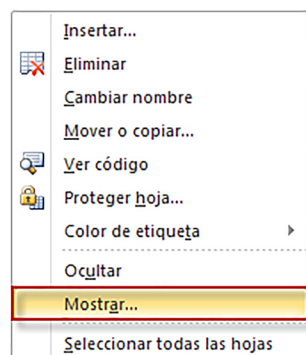 Insertar...
Eliminar
Cambiar nombre
Mover o copiar...
Ver código
Proteger hoja...
Color de etiqueta
Ocultar
Mostrar...
Seleccionar todas las hojas